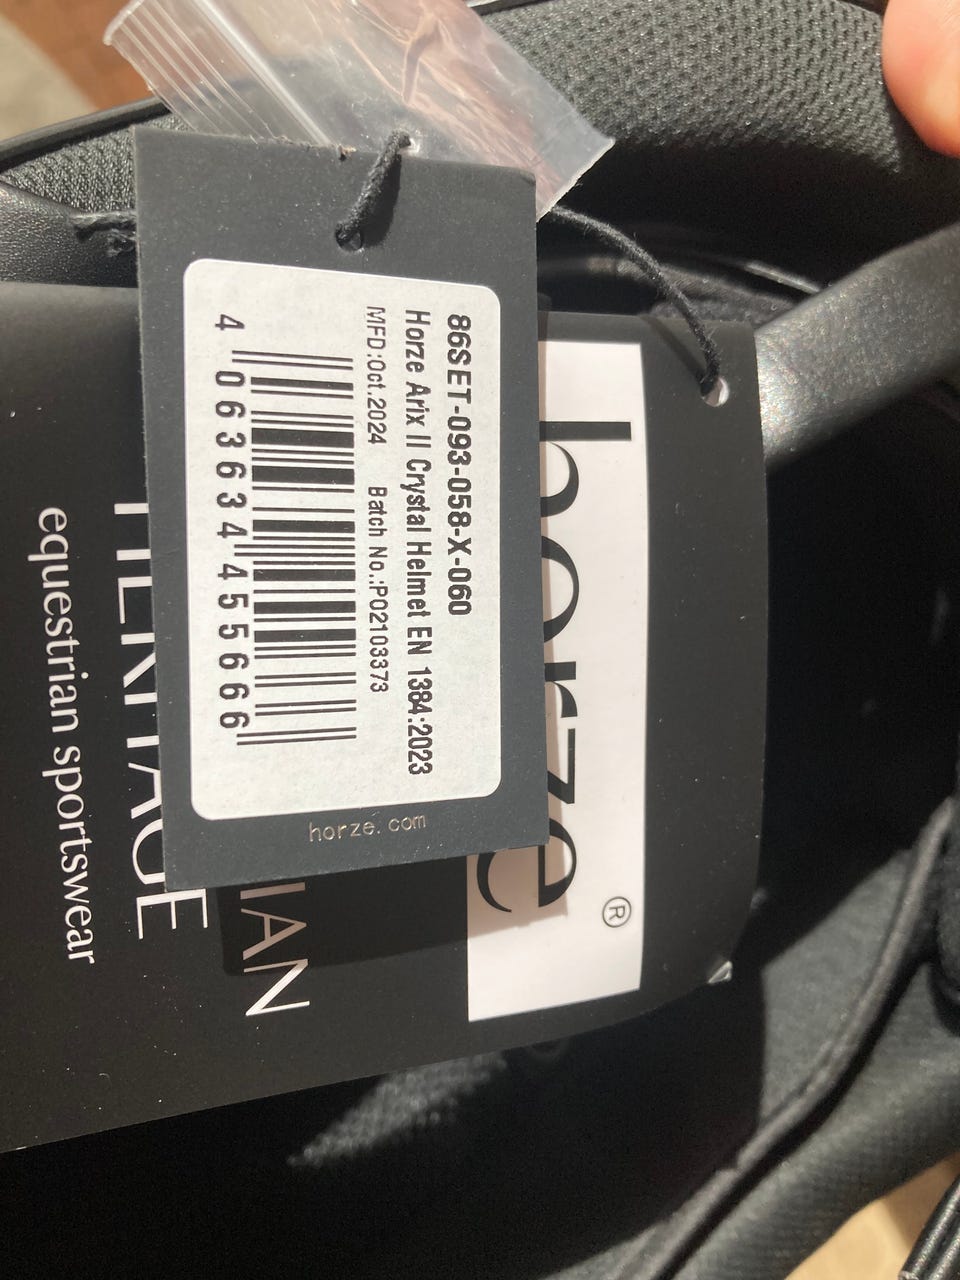 86SET-093-058-X-060
Horze Arix II Crystal Helmet EN 1384:2023
MFD:Oct.2024 Batch No.:PO2103373
4 063634 455666
horze.com
horze®
HERITAGE
equestrian sportswear